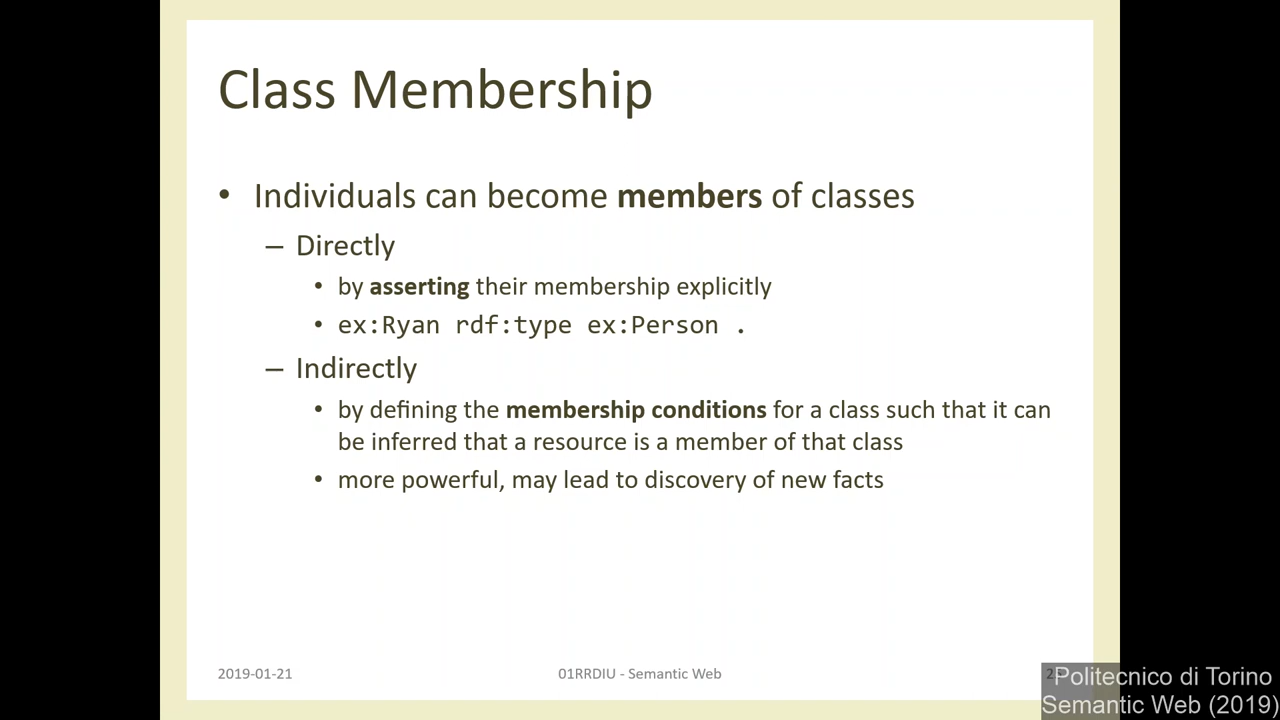 Class Membership
• Individuals can become members of classes
– Directly
• by asserting their membership explicitly
• ex:Ryan rdf:type ex:Person .
– Indirectly
• by defining the membership conditions for a class such that it can
be inferred that a resource is a member of that class
• more powerful, may lead to discovery of new facts
2019-01-21
01RRDIU - Semantic Web
Politecnico di Torino
Semantic Web (2019)